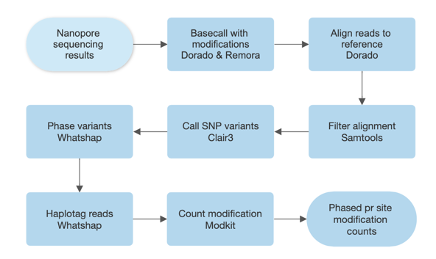 Nanopore
sequencing
results
Basecall with
modifications
Dorado & Remora
Align reads to
reference
Dorado
Filter alignment
Samtools
Call SNP variants
Clair3
Phase variants
Whatshap
Haplotag reads
Whatshap
Count modification
Modkit
Phased pr site
modification
counts